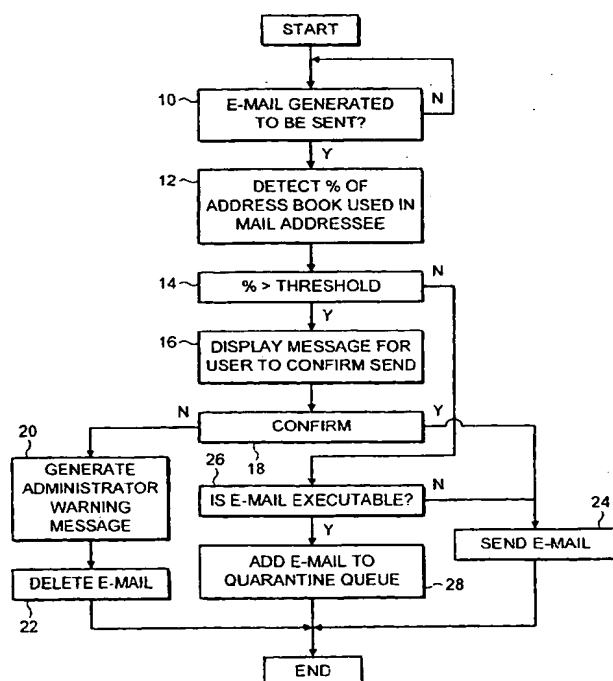 START
10
E-MAIL GENERATED
TO BE SENT?
N
Y
12
DETECT % OF
ADDRESS BOOK USED IN
MAIL ADDRESSEE
14
% > THRESHOLD
N
Y
16
DISPLAY MESSAGE FOR
USER TO CONFIRM SEND
N
CONFIRM
Y
18
20
GENERATE
ADMINISTRATOR
WARNING
MESSAGE
26
IS E-MAIL EXECUTABLE?
N
Y
24
SEND E-MAIL
DELETE E-MAIL
22
ADD E-MAIL TO
QUARANTINE QUEUE
28
END